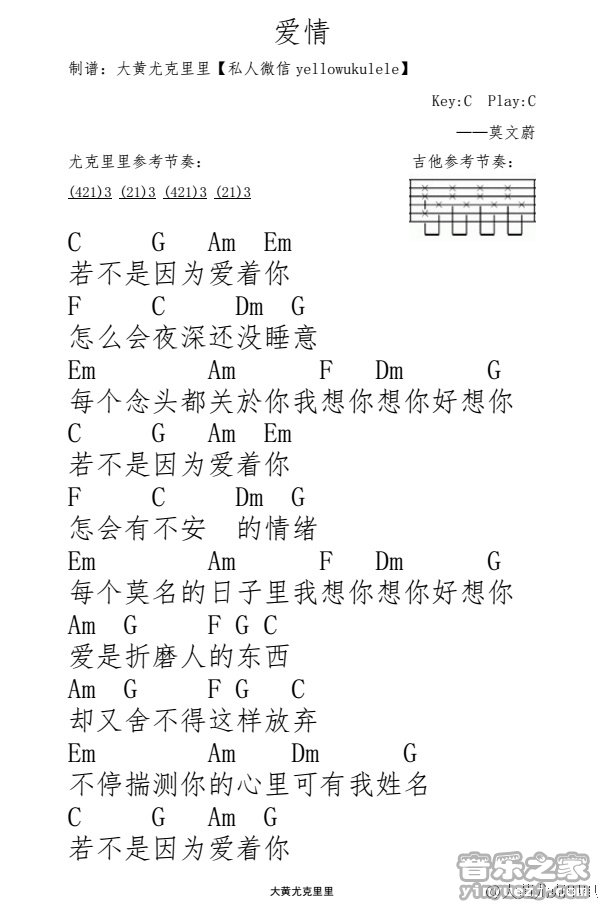 爱情
制谱：大黄尤克里里【私人微信 yellowukulele】
Key:C Play:C
——莫文蔚
尤克里里参考节奏： 吉他参考节奏：
(421)3 (21)3 (421)3 (21)3
C G Am Em
若不是因为爱着你
F C Dm G
怎么会夜深还没睡意
Em Am F Dm G
每个念头都关於你我想你想你好想你
C G Am Em
若不是因为爱着你
F C Dm G
怎会有不安 的情绪
Em Am F Dm G
每个莫名的日子里我想你想你好想你
Am G F G C
爱是折磨人的东西
Am G F G C
却又舍不得这样放弃
Em Am Dm G
不停揣测你的心里可有我姓名
C G Am G
若不是因为爱着你
音乐之家
大黄尤克里里